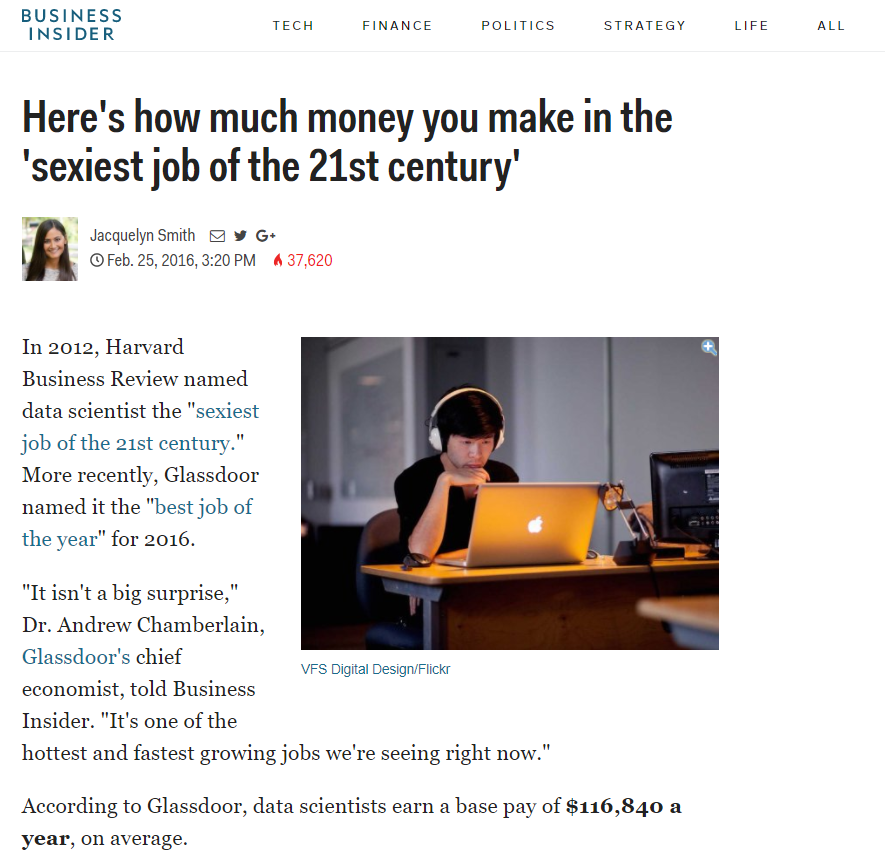 BUSINESS
INSIDER
TECH FINANCE POLITICS STRATEGY LIFE ALL
Here's how much money you make in the
'sexiest job of the 21st century'
Jacquelyn Smith G+
Feb. 25, 2016, 3:20 PM 37,620
In 2012, Harvard
Business Review named
data scientist the "sexiest
job of the 21st century."
More recently, Glassdoor
named it the "best job of
the year" for 2016.
"It isn't a big surprise,"
Dr. Andrew Chamberlain,
Glassdoor's chief
economist, told Business
Insider. "It's one of the
hottest and fastest growing jobs we're seeing right now."
VFS Digital Design/Flickr
According to Glassdoor, data scientists earn a base pay of $116,840 a
year, on average.